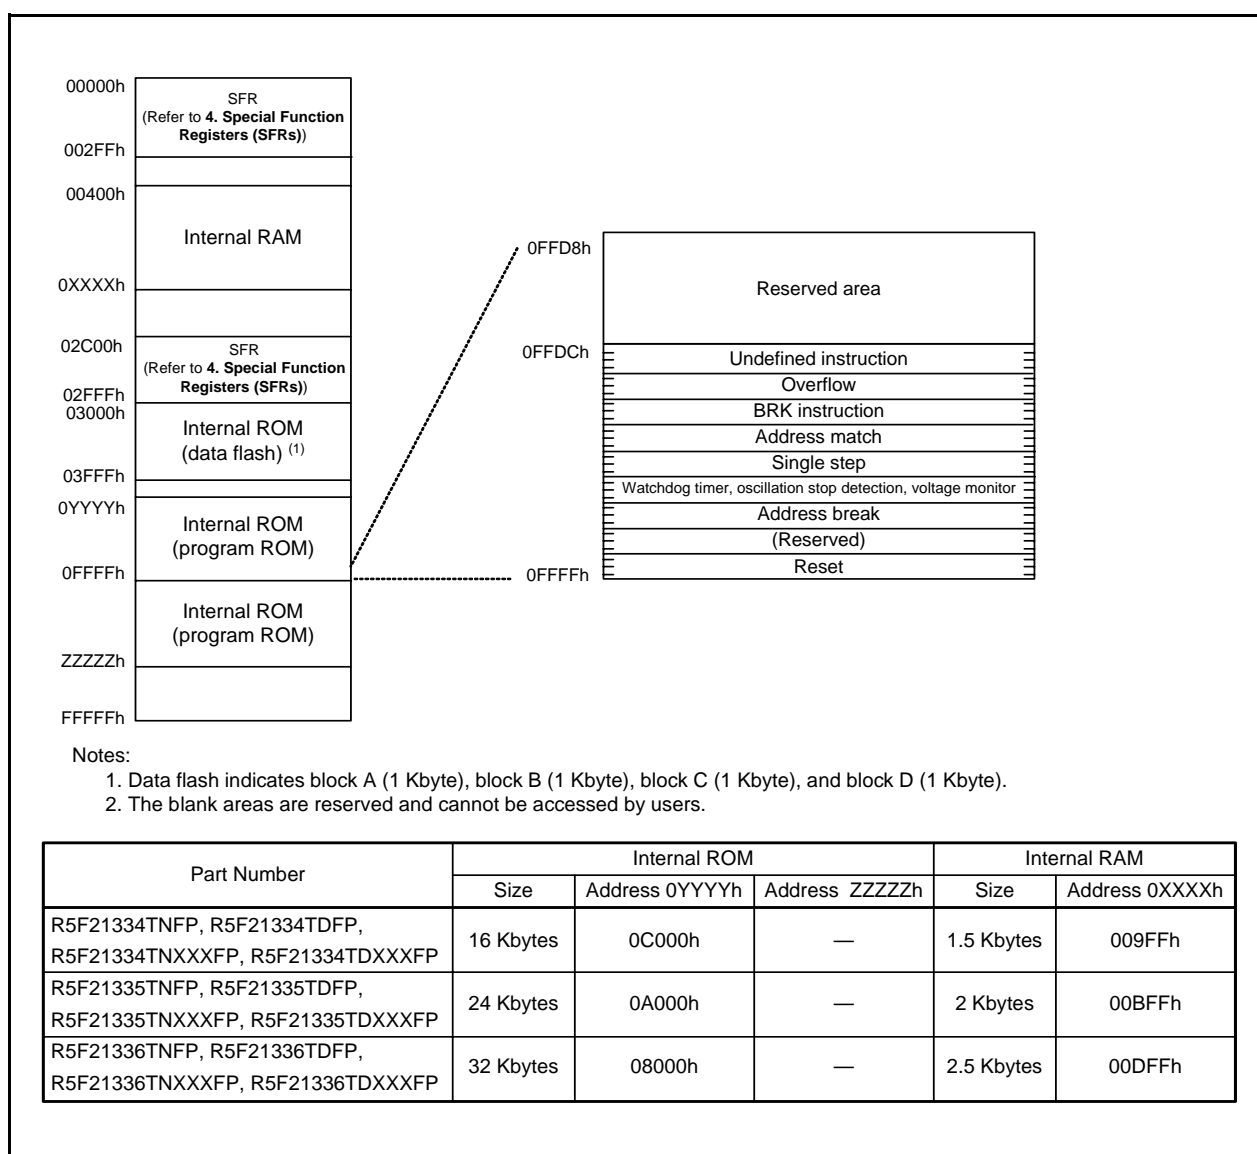 00000h
SFR
(Refer to 4. Special Function
Registers (SFRs))
002FFh
00400h
Internal RAM
0XXXXh
02C00h
SFR
(Refer to 4. Special Function
Registers (SFRs))
02FFFh
03000h
Internal ROM
(data flash) (1)
03FFFh
0YYYYh
Internal ROM
(program ROM)
0FFFFh
Internal ROM
(program ROM)
ZZZZZh
FFFFFh
0FFD8h
Reserved area
0FFDCh
Undefined instruction
Overflow
BRK instruction
Address match
Single step
Watchdog timer, oscillation stop detection, voltage monitor
Address break
(Reserved)
Reset
0FFFFh
Notes:
1. Data flash indicates block A (1 Kbyte), block B (1 Kbyte), block C (1 Kbyte), and block D (1 Kbyte).
2. The blank areas are reserved and cannot be accessed by users.
Part Number Internal ROM Internal RAM
Size Address 0YYYYh Address ZZZZZh Size Address 0XXXXh
R5F21334TNFP, R5F21334TDFP,
R5F21334TNXXXFP, R5F21334TDXXXFP
16 Kbytes 0C000h — 1.5 Kbytes 009FFh
R5F21335TNFP, R5F21335TDFP,
R5F21335TNXXXFP, R5F21335TDXXXFP
24 Kbytes 0A000h — 2 Kbytes 00BFFh
R5F21336TNFP, R5F21336TDFP,
R5F21336TNXXXFP, R5F21336TDXXXFP
32 Kbytes 08000h — 2.5 Kbytes 00DFFh